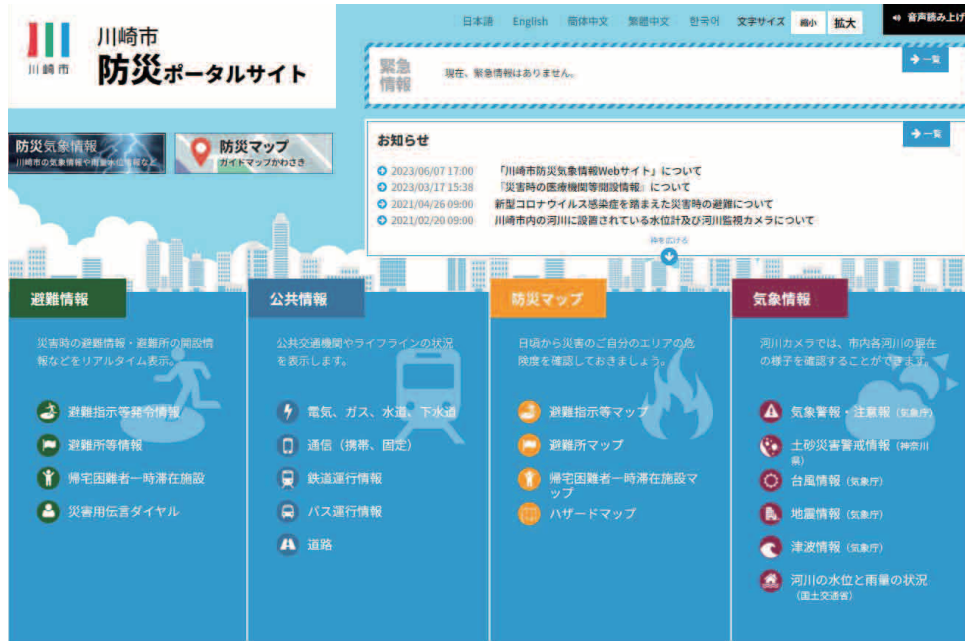 川崎市
川崎市
防災ポータルサイト
日本語 English 简体中文 繁體中文 한국어 文字サイズ 縮小 拡大 音声読み上げ
緊急
情報
現在、緊急情報はありません。
一覧
防災気象情報
川崎市の気象情報や雨量水位情報など
防災マップ
ガイドマップかわさき
お知らせ
一覧
2023/06/07 17:00 「川崎市防災気象情報Webサイト」について
2023/03/17 15:38 『災害時の医療機関等開設情報』について
2021/04/26 09:00 新型コロナウイルス感染症を踏まえた災害時の避難について
2021/02/20 09:00 川崎市内の河川に設置されている水位計及び河川監視カメラについて
枠を広げる
避難情報
災害時の避難情報・避難所の開設情
報などをリアルタイム表示。
避難指示等発令情報
避難所等情報
帰宅困難者一時滞在施設
災害用伝言ダイヤル
公共情報
公共交通機関やライフラインの状況
を表示します。
電気、ガス、水道、下水道
通信（携帯、固定）
鉄道運行情報
バス運行情報
道路
防災マップ
日頃から災害のご自分のエリアの危
険度を確認しておきましょう。
避難指示等マップ
避難所マップ
帰宅困難者一時滞在施設マ
ップ
ハザードマップ
気象情報
河川カメラでは、市内各河川の現在
の様子を確認することができます。
気象警報・注意報（気象庁）
土砂災害警戒情報（神奈川
県）
台風情報（気象庁）
地震情報（気象庁）
津波情報（気象庁）
河川の水位と雨量の状況
（国土交通省）